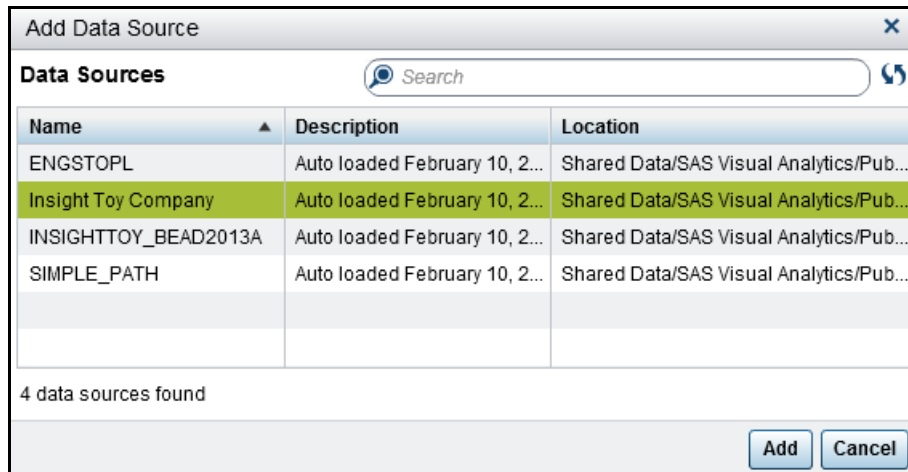 Add Data Source
Data Sources
Search
Name Description Location
ENGSTOPL Auto loaded February 10, 2... Shared Data/SAS Visual Analytics/Pub...
Insight Toy Company Auto loaded February 10, 2... Shared Data/SAS Visual Analytics/Pub...
INSIGHTTOY_BEAD2013A Auto loaded February 10, 2... Shared Data/SAS Visual Analytics/Pub...
SIMPLE_PATH Auto loaded February 10, 2... Shared Data/SAS Visual Analytics/Pub...
4 data sources found
Add Cancel